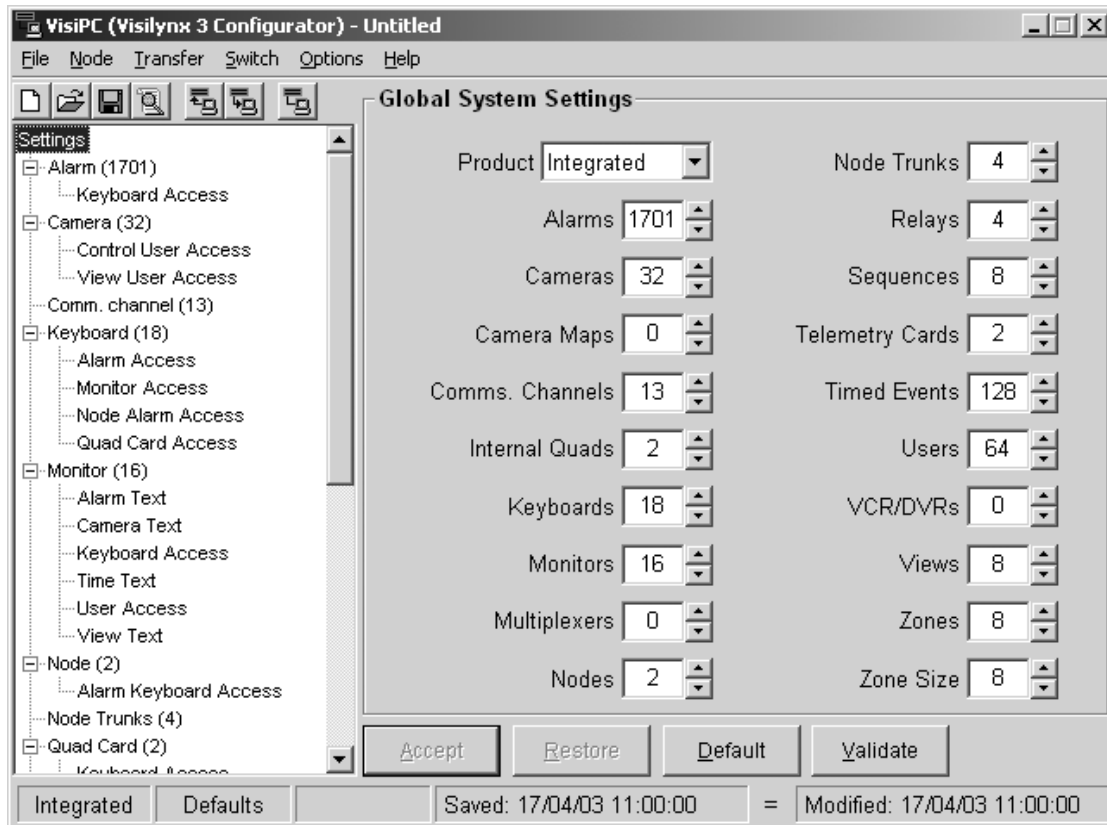 VisiPC (Visilynx 3 Configurator) - Untitled
File Node Transfer Switch Options Help
Settings
Alarm (1701)
Keyboard Access
Camera (32)
Control User Access
View User Access
Comm. channel (13)
Keyboard (18)
Alarm Access
Monitor Access
Node Alarm Access
Quad Card Access
Monitor (16)
Alarm Text
Camera Text
Keyboard Access
Time Text
User Access
View Text
Node (2)
Alarm Keyboard Access
Node Trunks (4)
Quad Card (2)
Keyboard Access
Global System Settings
Product Integrated
Alarms 1701
Cameras 32
Camera Maps 0
Comms. Channels 13
Internal Quads 2
Keyboards 18
Monitors 16
Multiplexers 0
Nodes 2
Node Trunks 4
Relays 4
Sequences 8
Telemetry Cards 2
Timed Events 128
Users 64
VCR/DVRs 0
Views 8
Zones 8
Zone Size 8
Accept Restore Default Validate
Integrated Defaults Saved: 17/04/03 11:00:00 = Modified: 17/04/03 11:00:00